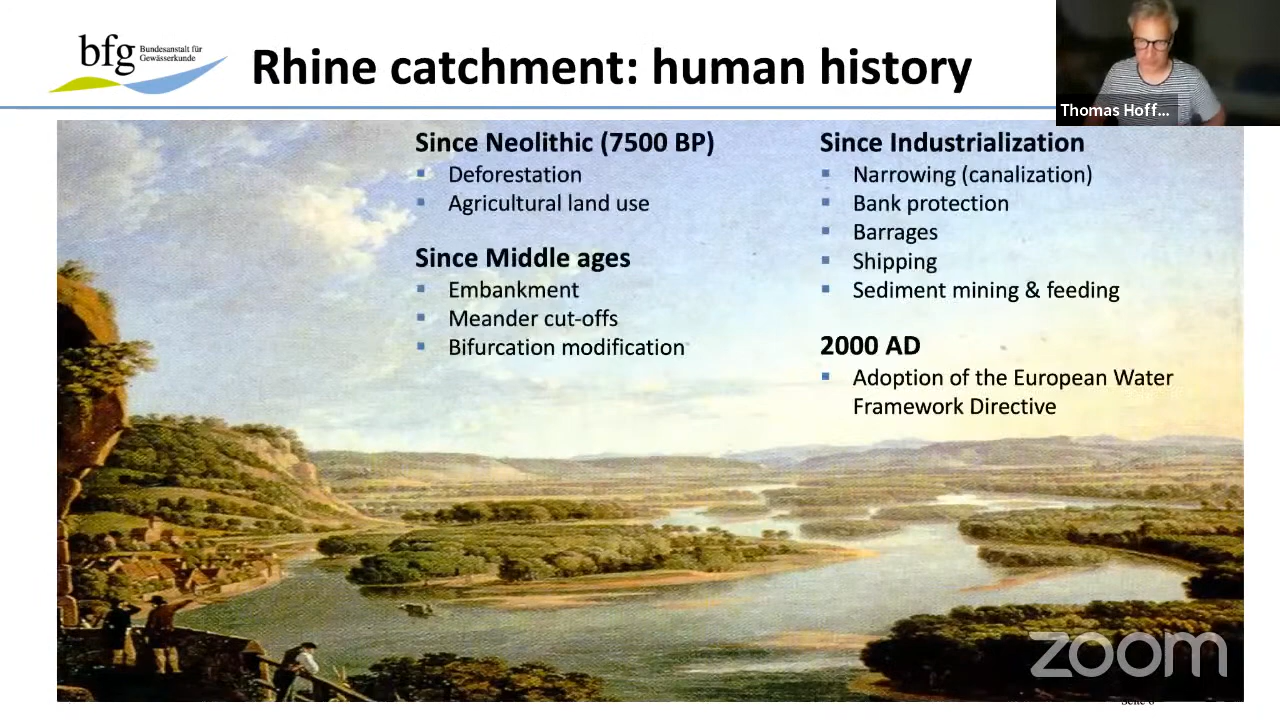 bfg
Bundesanstalt für
Gewässerkunde
Rhine catchment: human history
Thomas Hoff...
Since Neolithic (7500 BP)
Deforestation
Agricultural land use
Since Middle ages
Embankment
Meander cut-offs
Bifurcation modification
Since Industrialization
Narrowing (canalization)
Bank protection
Barrages
Shipping
Sediment mining & feeding
2000 AD
Adoption of the European Water
Framework Directive
zoom